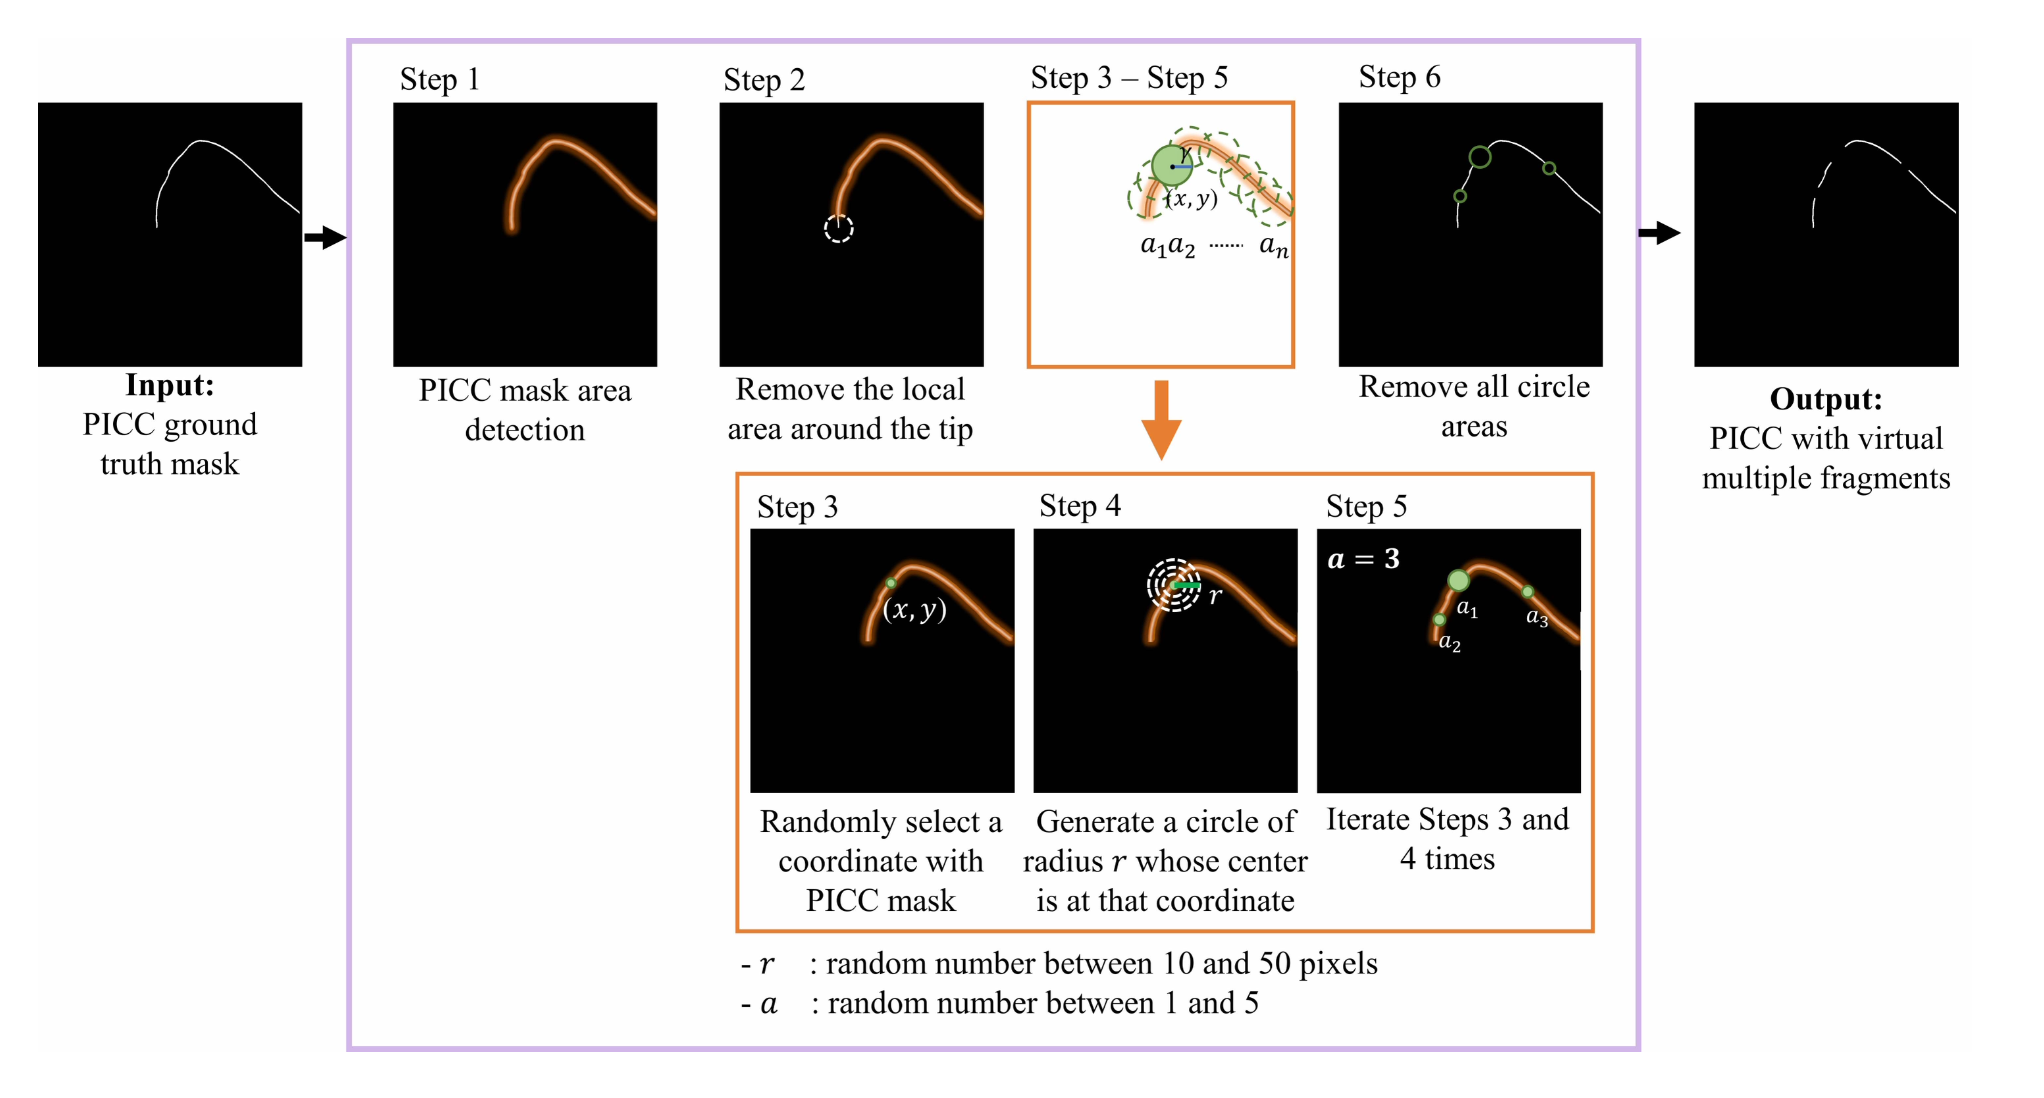 Step 1
Step 2
Step 3 – Step 5
Step 6
γ
(x, y)
a₁a₂ ······ aₙ
Input:
PICC ground
truth mask
PICC mask area
detection
Remove the local
area around the tip
Remove all circle
areas
Output:
PICC with virtual
multiple fragments
Step 3
Step 4
Step 5
(x, y)
r
a = 3
a₁
a₂
a₃
Randomly select a
coordinate with
PICC mask
Generate a circle of
radius r whose center
is at that coordinate
Iterate Steps 3 and
4 times
- r : random number between 10 and 50 pixels
- a : random number between 1 and 5